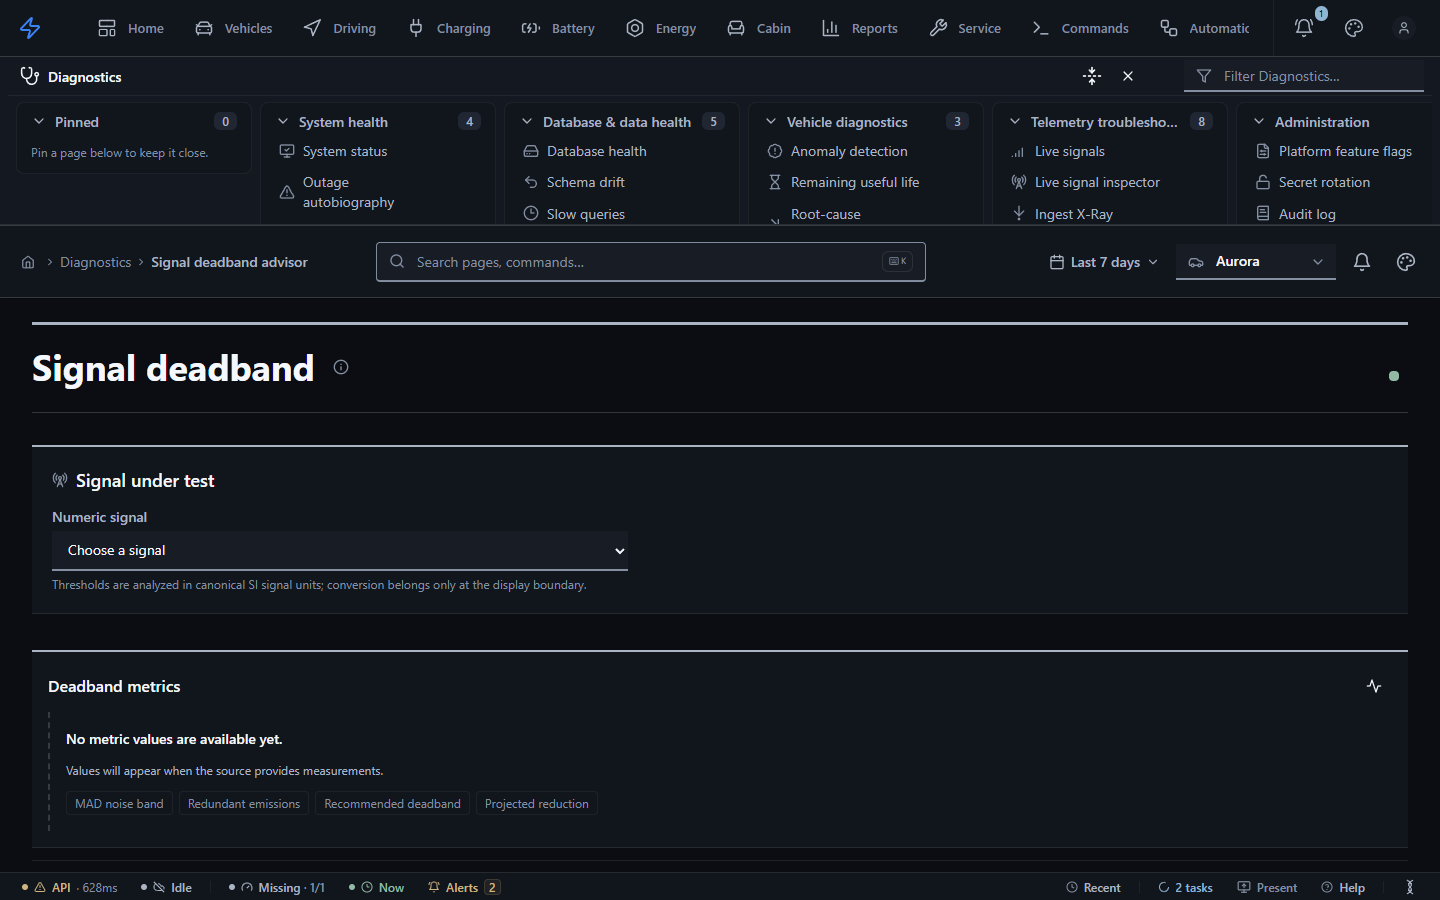 Home
Vehicles
Driving
Charging
Battery
Energy
Cabin
Reports
Service
Commands
Automatic
1
Diagnostics
Filter Diagnostics...
Pinned 0
Pin a page below to keep it close.
System health 4
System status
Outage
autobiography
Database & data health 5
Database health
Schema drift
Slow queries
Vehicle diagnostics 3
Anomaly detection
Remaining useful life
Root-cause
Telemetry troublesho... 8
Live signals
Live signal inspector
Ingest X-Ray
Administration
Platform feature flags
Secret rotation
Audit log
Diagnostics
Signal deadband advisor
Search pages, commands...
K
Last 7 days
Aurora
Signal deadband
Signal under test
Numeric signal
Choose a signal
Thresholds are analyzed in canonical SI signal units; conversion belongs only at the display boundary.
Deadband metrics
No metric values are available yet.
Values will appear when the source provides measurements.
MAD noise band
Redundant emissions
Recommended deadband
Projected reduction
API · 628ms
Idle
Missing · 1/1
Now
Alerts 2
Recent
2 tasks
Present
Help